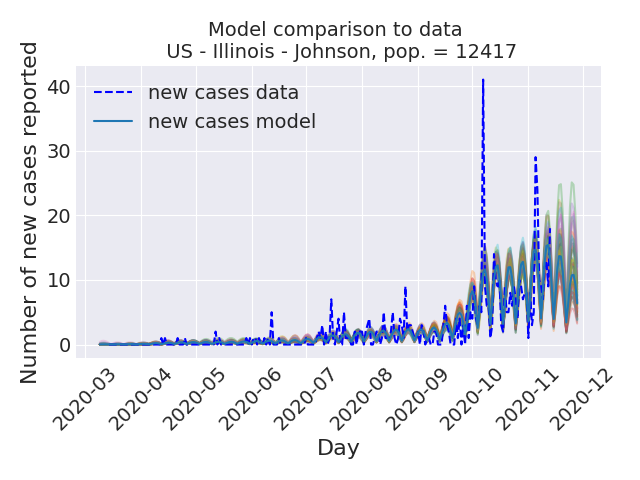 Model comparison to data
US - Illinois - Johnson, pop. = 12417
Number of new cases reported
40
30
20
10
0
new cases data
new cases model
2020-03
2020-04
2020-05
2020-06
2020-07
2020-08
2020-09
2020-10
2020-11
2020-12
Day